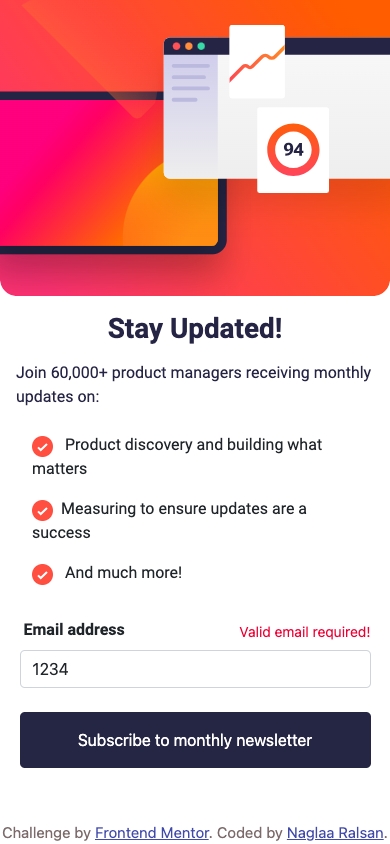 94
Stay Updated!
Join 60,000+ product managers receiving monthly
updates on:
Product discovery and building what
matters
Measuring to ensure updates are a
success
And much more!
Email address
Valid email required!
1234
Subscribe to monthly newsletter
Challenge by Frontend Mentor. Coded by Naglaa Ralsan.